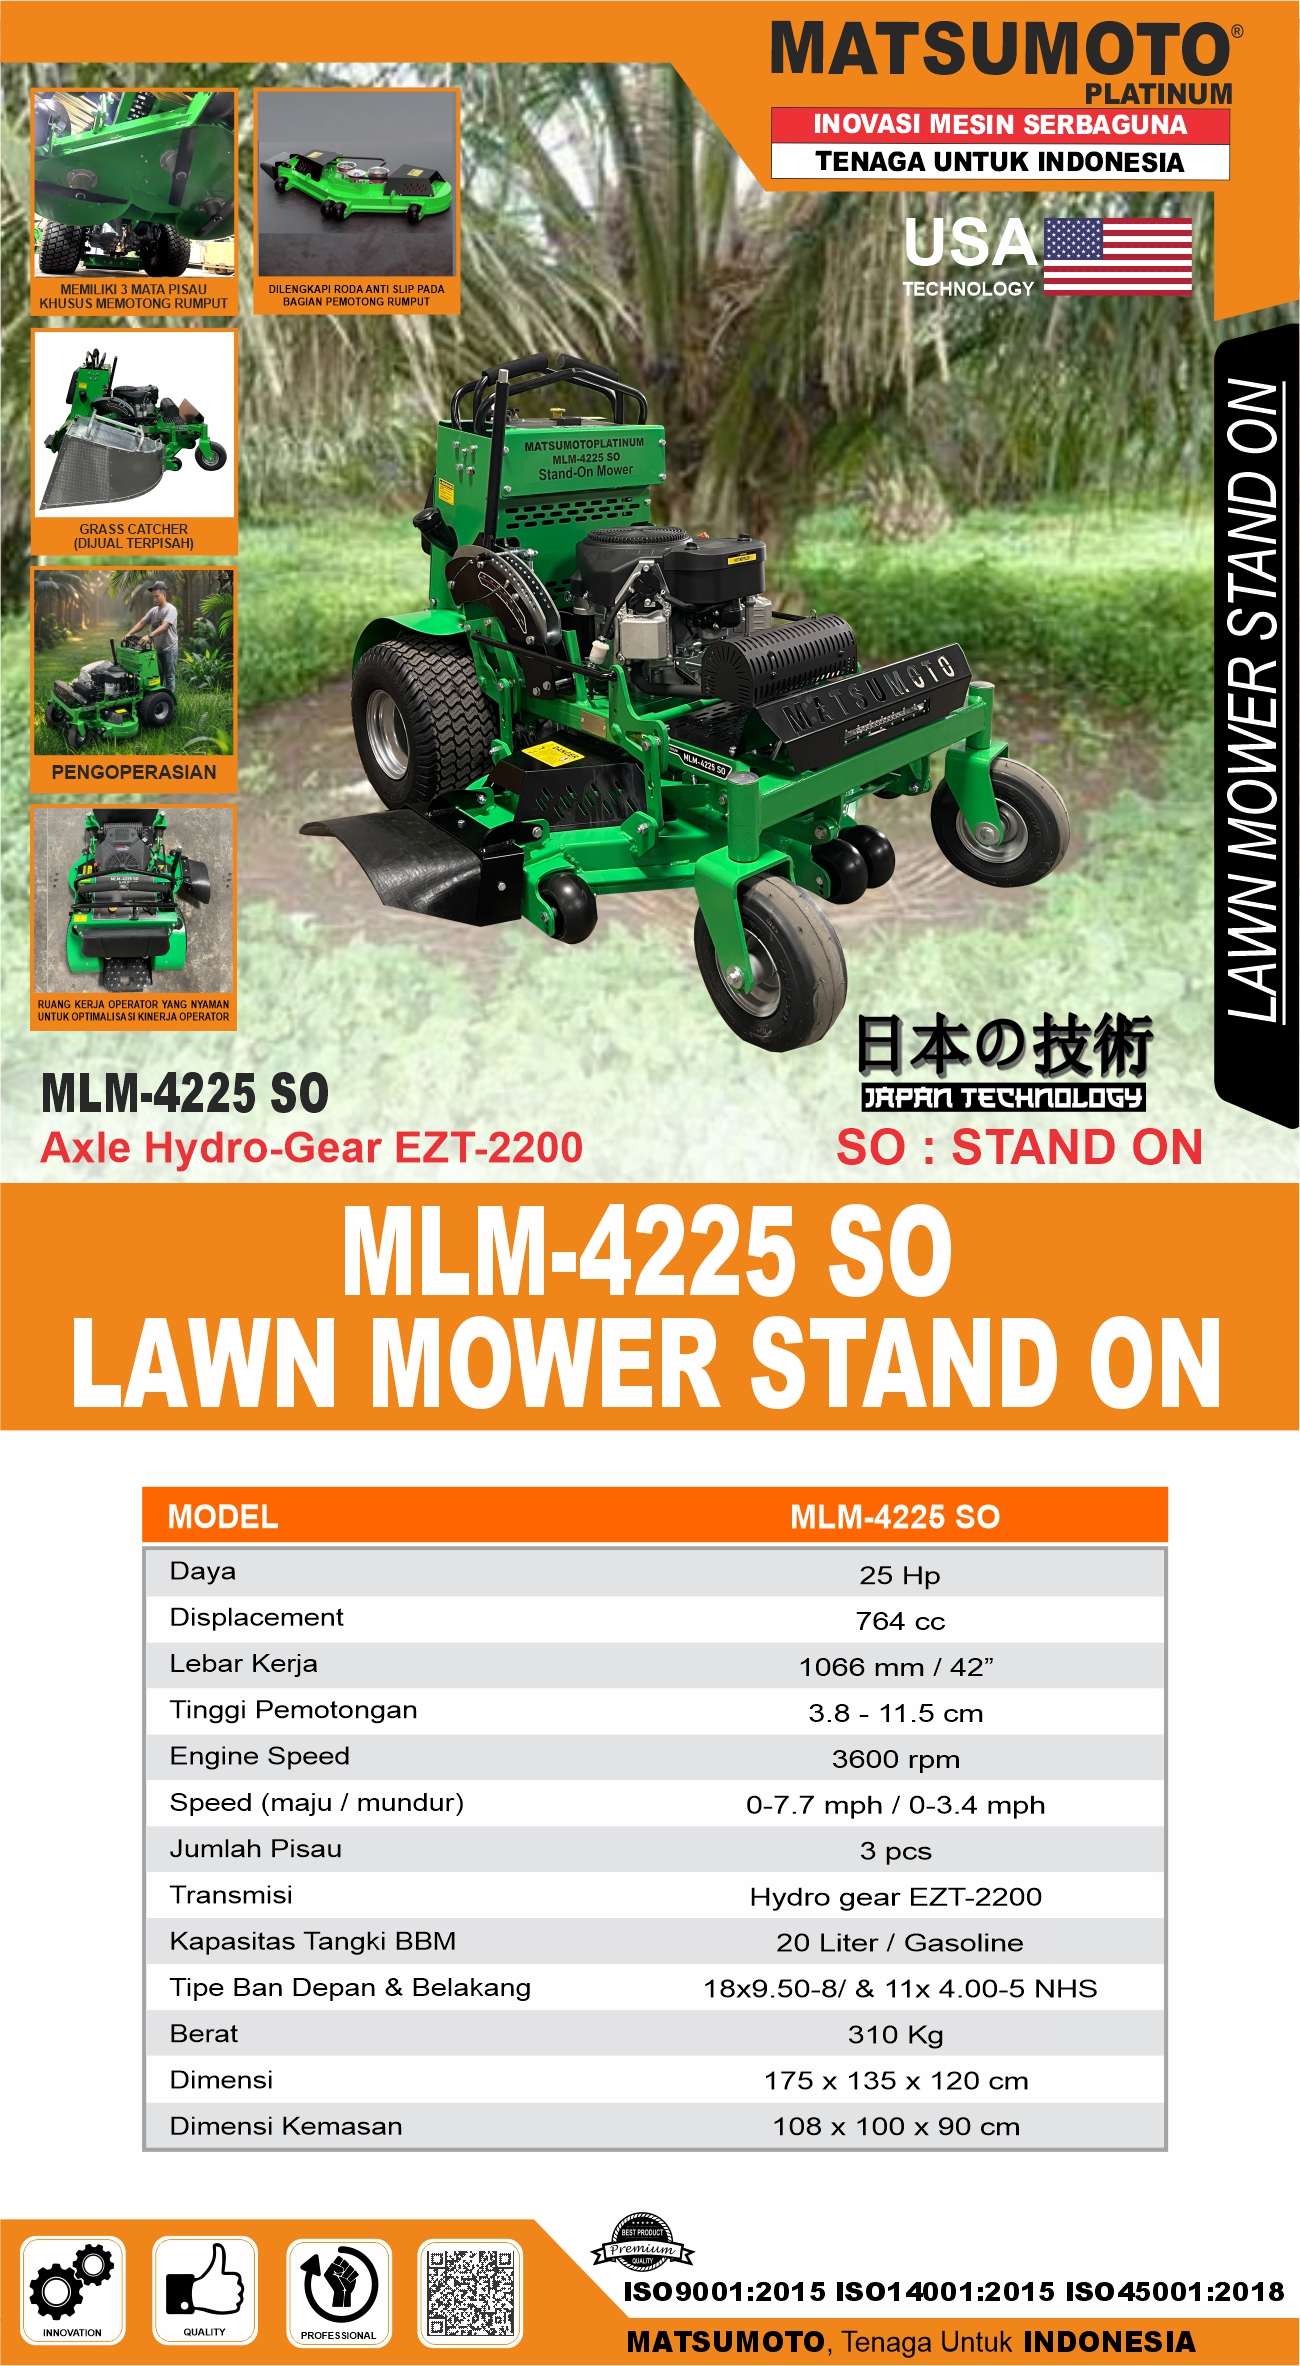 MATSUMOTO®
PLATINUM
INOVASI MESIN SERBAGUNA
TENAGA UNTUK INDONESIA
USA
TECHNOLOGY
MEMILIKI 3 MATA PISAU
KHUSUS MEMOTONG RUMPUT
DILENGKAPI RODA ANTI SLIP PADA
BAGIAN PEMOTONG RUMPUT
GRASS CATCHER
(DIJUAL TERPISAH)
PENGOPERASIAN
RUANG KERJA OPERATOR YANG NYAMAN
UNTUK OPTIMALISASI KINERJA OPERATOR
MATSUMOTOPLATINUM
MLM-4225 SO
Stand-On Mower
MATSUMOTO
DANGER
MLM-4225 SO
LAWN MOWER STAND ON
日本の技術
JAPAN TECHNOLOGY
MLM-4225 SO
Axle Hydro-Gear EZT-2200
SO : STAND ON
MLM-4225 SO
LAWN MOWER STAND ON
MODEL MLM-4225 SO
Daya 25 Hp
Displacement 764 cc
Lebar Kerja 1066 mm / 42”
Tinggi Pemotongan 3.8 - 11.5 cm
Engine Speed 3600 rpm
Speed (maju / mundur) 0-7.7 mph / 0-3.4 mph
Jumlah Pisau 3 pcs
Transmisi Hydro gear EZT-2200
Kapasitas Tangki BBM 20 Liter / Gasoline
Tipe Ban Depan & Belakang 18x9.50-8/ & 11x 4.00-5 NHS
Berat 310 Kg
Dimensi 175 x 135 x 120 cm
Dimensi Kemasan 108 x 100 x 90 cm
INNOVATION
QUALITY
PROFESSIONAL
BEST PRODUCT
Premium
QUALITY
ISO9001:2015 ISO14001:2015 ISO45001:2018
MATSUMOTO, Tenaga Untuk INDONESIA